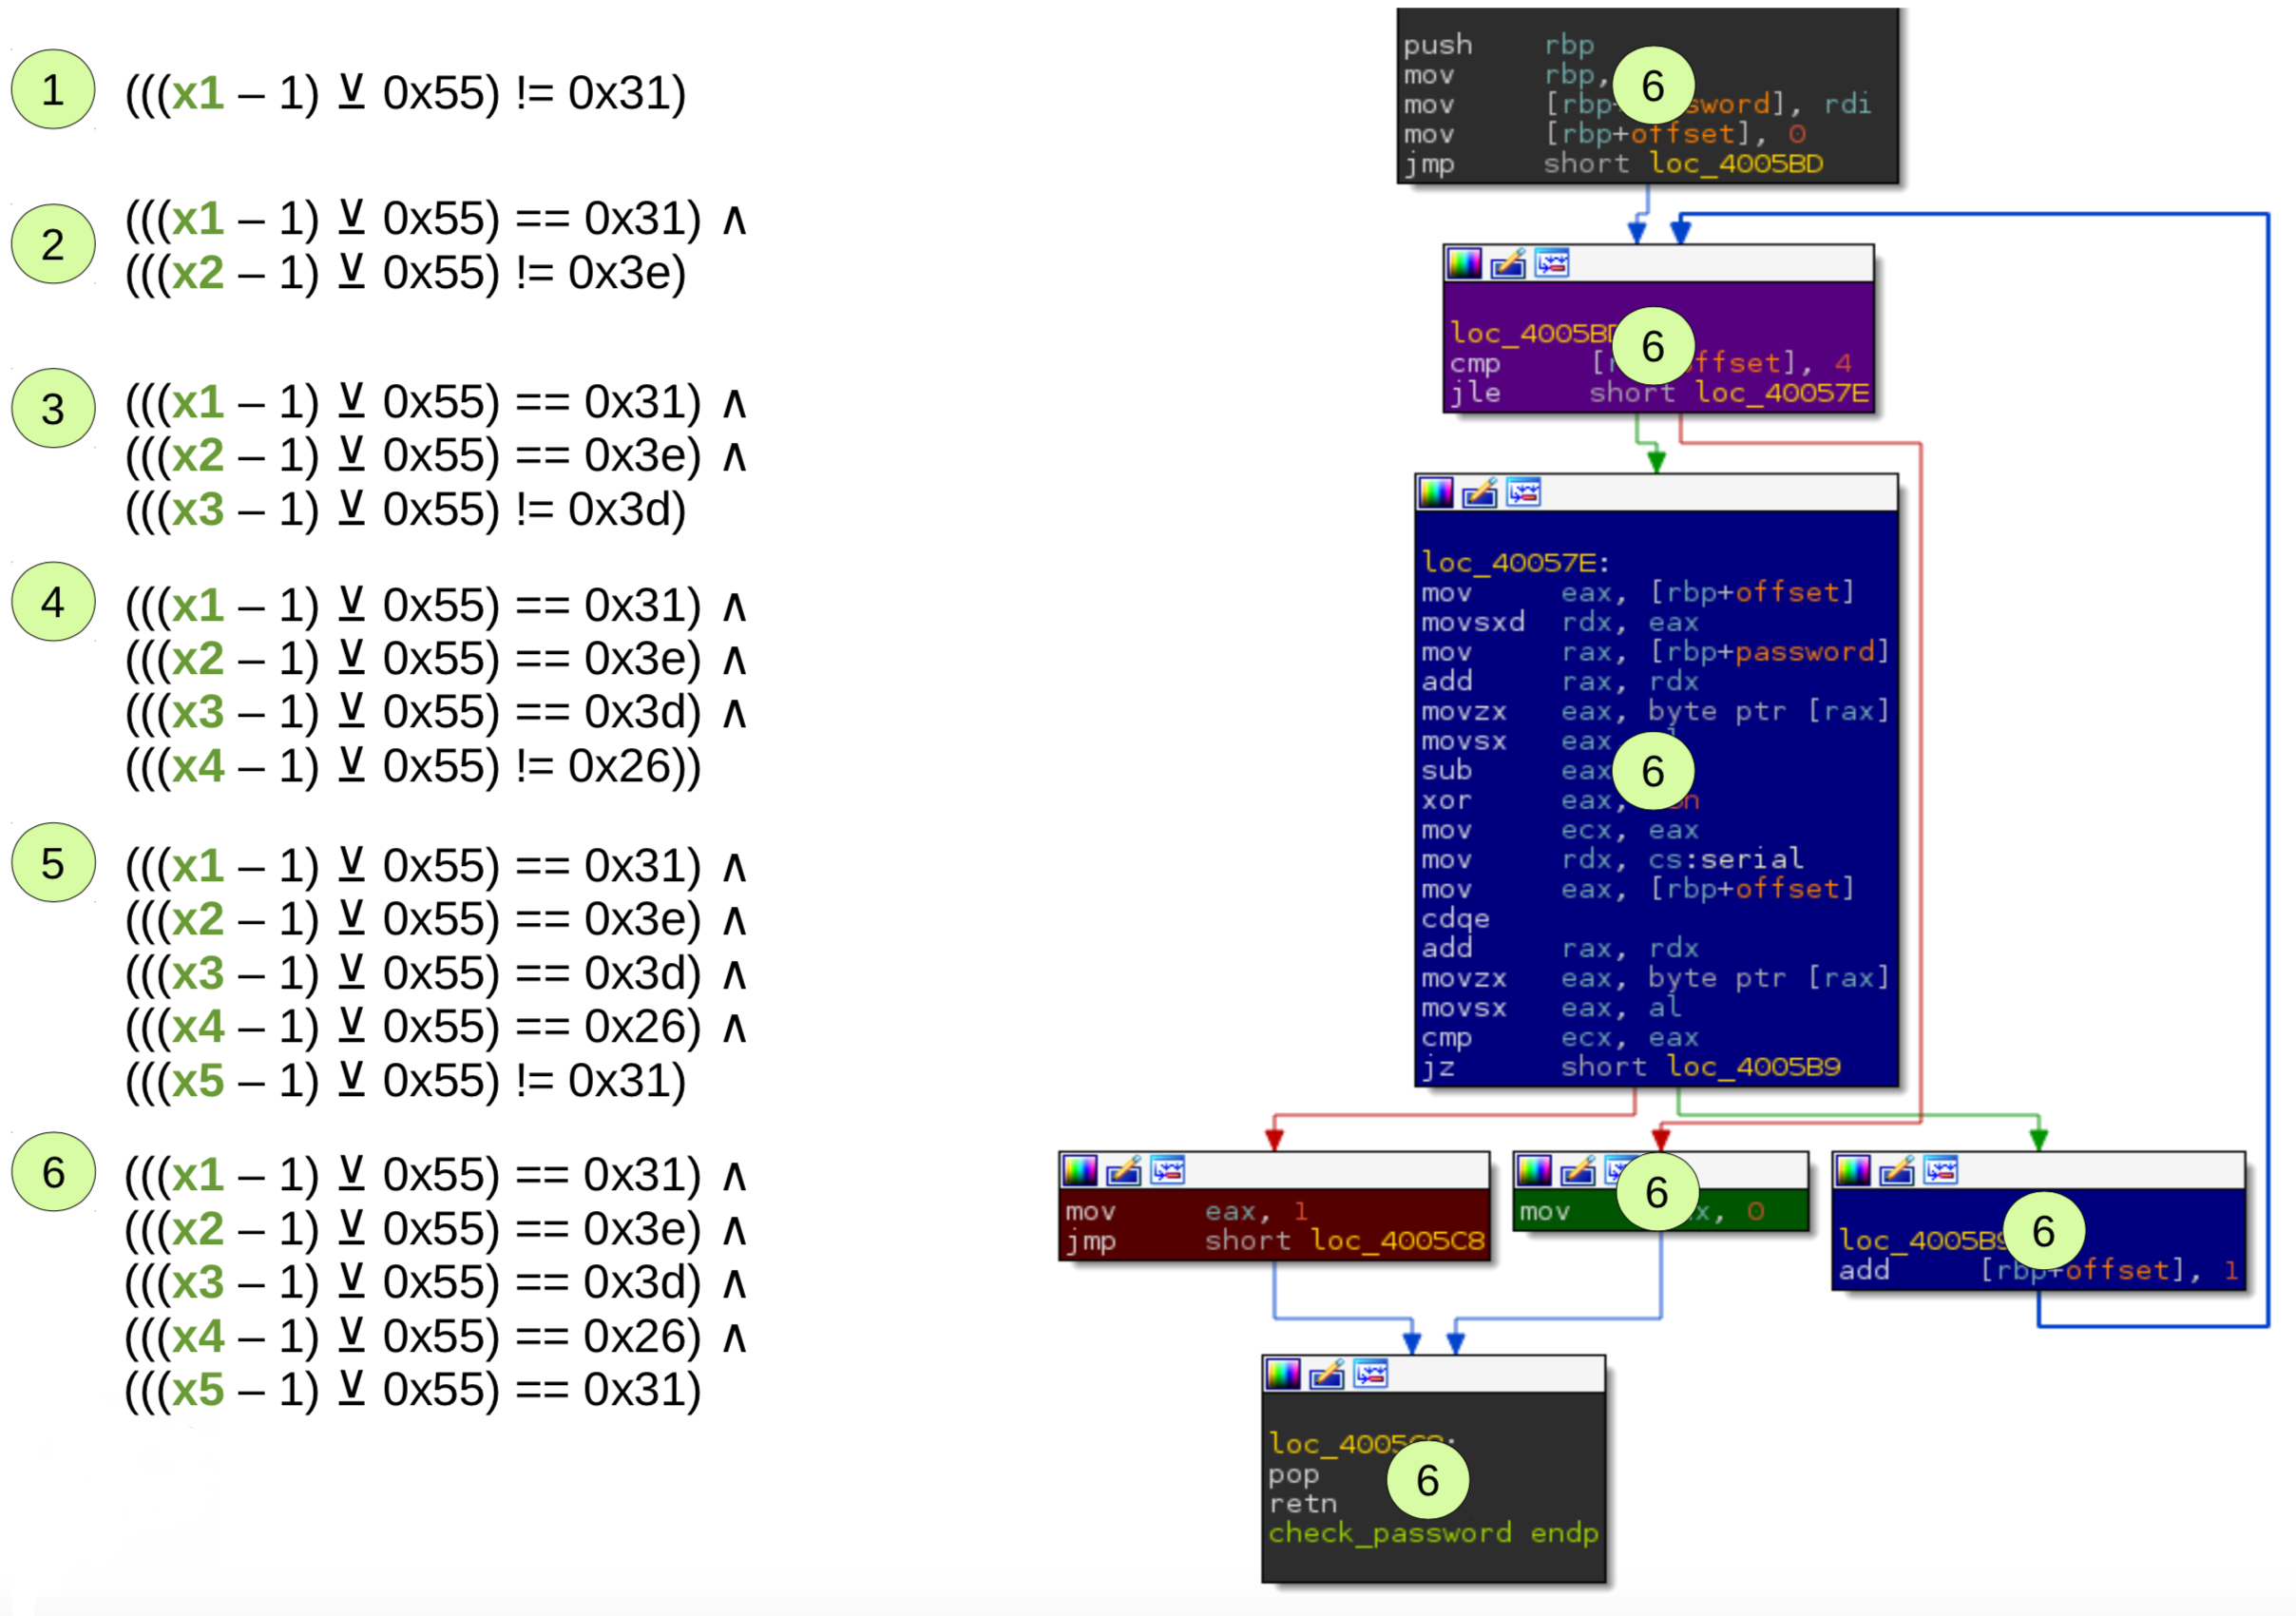 1
(((x1 – 1) ⊻ 0x55) != 0x31)
2
(((x1 – 1) ⊻ 0x55) == 0x31) ∧
(((x2 – 1) ⊻ 0x55) != 0x3e)
3
(((x1 – 1) ⊻ 0x55) == 0x31) ∧
(((x2 – 1) ⊻ 0x55) == 0x3e) ∧
(((x3 – 1) ⊻ 0x55) != 0x3d)
4
(((x1 – 1) ⊻ 0x55) == 0x31) ∧
(((x2 – 1) ⊻ 0x55) == 0x3e) ∧
(((x3 – 1) ⊻ 0x55) == 0x3d) ∧
(((x4 – 1) ⊻ 0x55) != 0x26))
5
(((x1 – 1) ⊻ 0x55) == 0x31) ∧
(((x2 – 1) ⊻ 0x55) == 0x3e) ∧
(((x3 – 1) ⊻ 0x55) == 0x3d) ∧
(((x4 – 1) ⊻ 0x55) == 0x26) ∧
(((x5 – 1) ⊻ 0x55) != 0x31)
6
(((x1 – 1) ⊻ 0x55) == 0x31) ∧
(((x2 – 1) ⊻ 0x55) == 0x3e) ∧
(((x3 – 1) ⊻ 0x55) == 0x3d) ∧
(((x4 – 1) ⊻ 0x55) == 0x26) ∧
(((x5 – 1) ⊻ 0x55) == 0x31)
push rbp
mov rbp,
6
mov rdi
mov [rbp+offset], 0
jmp short loc_4005BD
6
cmp 4
jle short loc_40057E
loc_40057E:
mov eax, [rbp+offset]
movsxd rdx, eax
mov rax, [rbp+password]
add rax, rdx
movzx eax, byte ptr [rax]
movsx eax
sub eax
6
xor eax,
mov ecx, eax
mov rdx, cs:serial
mov eax, [rbp+offset]
cdqe
add rax, rdx
movzx eax, byte ptr [rax]
movsx eax, al
cmp ecx, eax
jz short loc_4005B9
mov eax, 1
jmp short loc_4005C8
6
mov 0
6
add [rbp+offset], 1
6
pop
retn
check_password endp